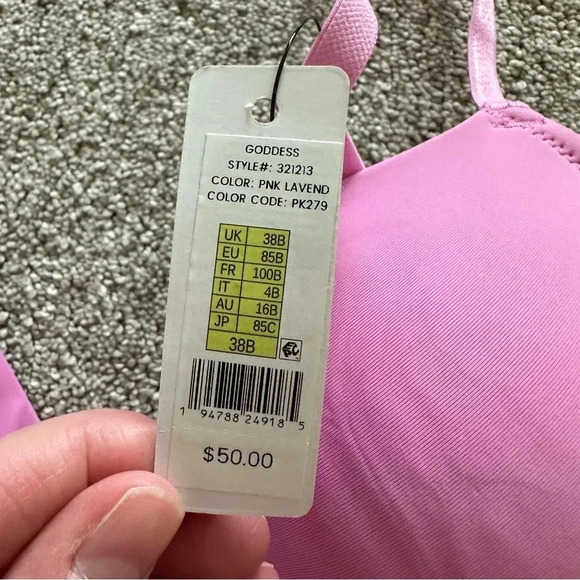 GODDESS
STYLE#: 321213
COLOR: PNK LAVEND
COLOR CODE: PK279
UK 38B
EU 85B
FR 100B
IT 4B
AU 16B
JP 85C
38B
1 94788 24918 5
$50.00